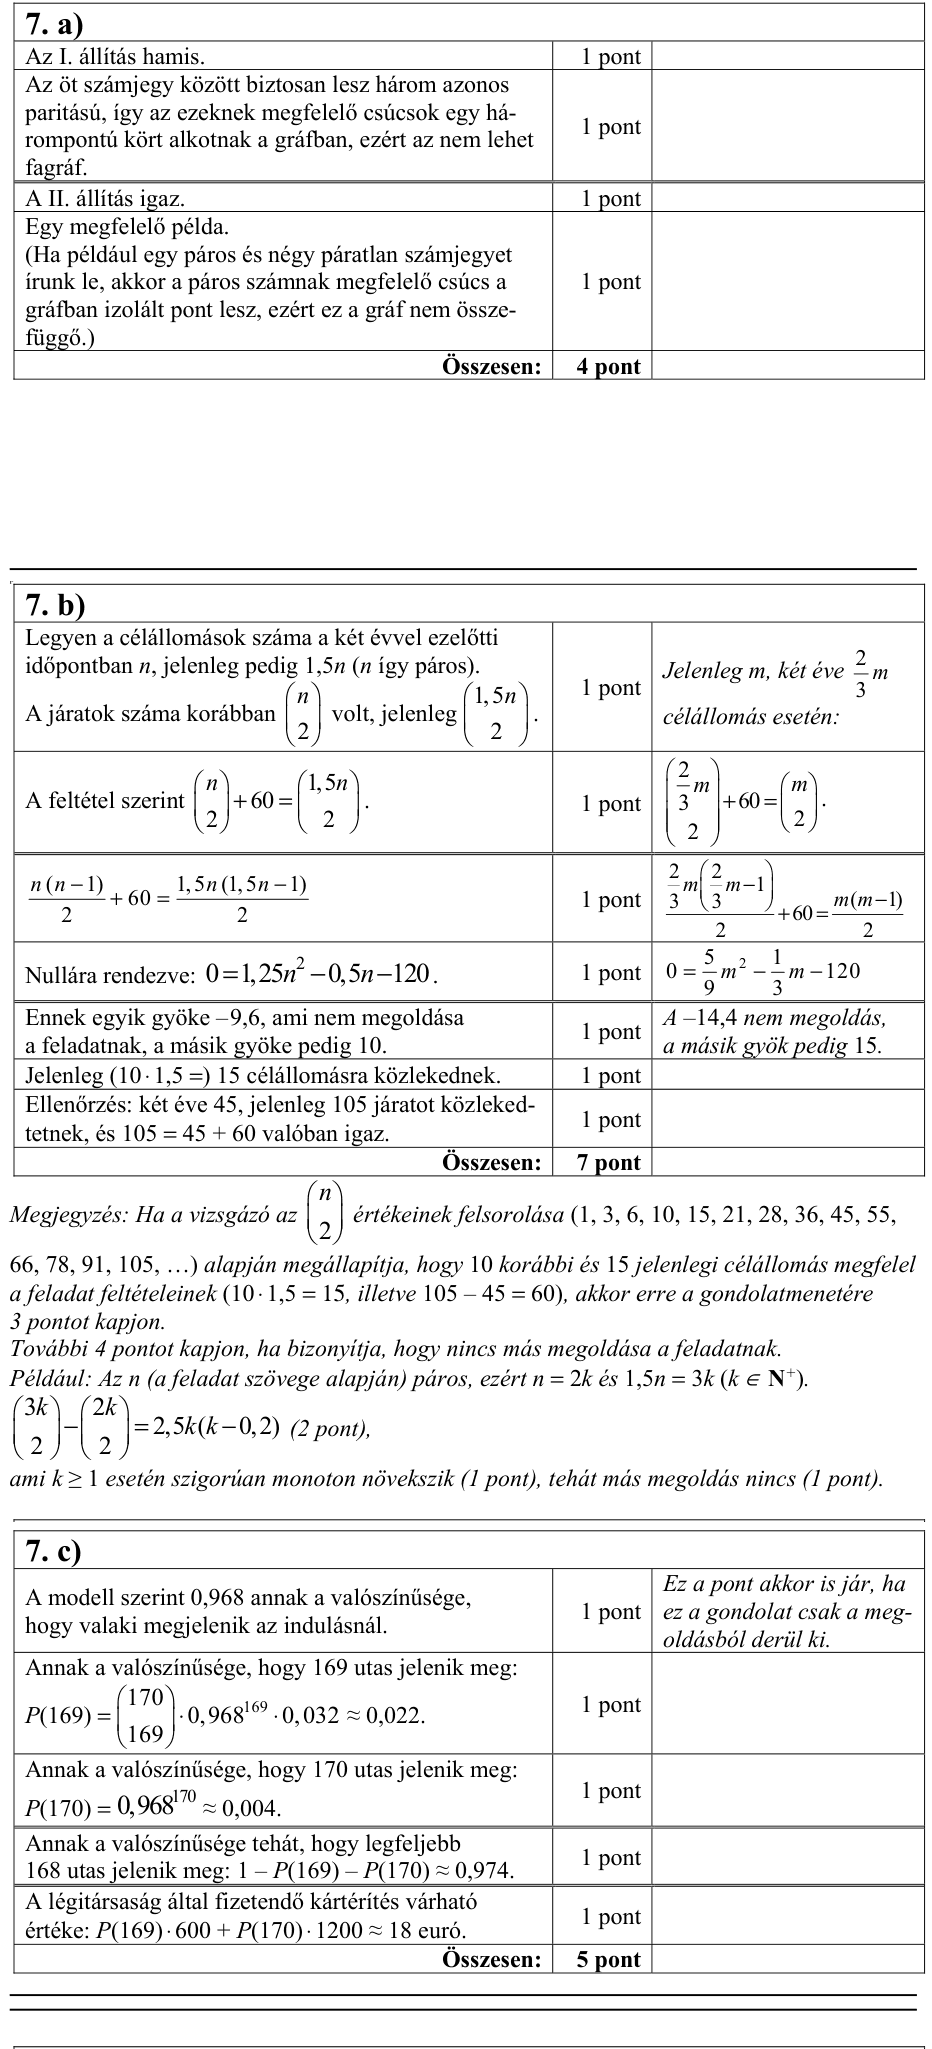 7. a)
Az I. állítás hamis. 1 pont
Az öt számjegy között biztosan lesz három azonos
paritású, így az ezeknek megfelelő csúcsok egy há-
rompontú kört alkotnak a gráfban, ezért az nem lehet
fagráf.
1 pont
A II. állítás igaz. 1 pont
Egy megfelelő példa.
(Ha például egy páros és négy páratlan számjegyet
írunk le, akkor a páros számnak megfelelő csúcs a
gráfban izolált pont lesz, ezért ez a gráf nem össze-
függő.)
1 pont
Összesen: 4 pont
7. b)
Legyen a célállomások száma a két évvel ezelőtti
időpontban n, jelenleg pedig 1,5n (n így páros).
A járatok száma korábban (n 2) volt, jelenleg (1,5n 2).
1 pont
Jelenleg m, két éve 2/3 m
célállomás esetén:
A feltétel szerint (n 2) + 60 = (1,5n 2). 1 pont (2/3 m 2) + 60 = (m 2).
n(n − 1)/2 + 60 = 1,5n(1,5n − 1)/2 1 pont 2/3 m(2/3 m − 1)/2 + 60 = m(m − 1)/2
Nullára rendezve: 0 = 1,25n² − 0,5n − 120. 1 pont 0 = 5/9 m² − 1/3 m − 120
Ennek egyik gyöke –9,6, ami nem megoldása
a feladatnak, a másik gyöke pedig 10.
1 pont
A –14,4 nem megoldás,
a másik gyök pedig 15.
Jelenleg (10 · 1,5 =) 15 célállomásra közlekednek. 1 pont
Ellenőrzés: két éve 45, jelenleg 105 járatot közleked-
tetnek, és 105 = 45 + 60 valóban igaz.
1 pont
Összesen: 7 pont
Megjegyzés: Ha a vizsgázó az (n 2) értékeinek felsorolása (1, 3, 6, 10, 15, 21, 28, 36, 45, 55,
66, 78, 91, 105, …) alapján megállapítja, hogy 10 korábbi és 15 jelenlegi célállomás megfelel
a feladat feltételeinek (10 · 1,5 = 15, illetve 105 – 45 = 60), akkor erre a gondolatmenetére
3 pontot kapjon.
További 4 pontot kapjon, ha bizonyítja, hogy nincs más megoldása a feladatnak.
Például: Az n (a feladat szövege alapján) páros, ezért n = 2k és 1,5n = 3k (k ∈ N⁺).
(3k 2) − (2k 2) = 2,5k(k − 0,2) (2 pont),
ami k ≥ 1 esetén szigorúan monoton növekszik (1 pont), tehát más megoldás nincs (1 pont).
7. c)
A modell szerint 0,968 annak a valószínűsége,
hogy valaki megjelenik az indulásnál.
1 pont
Ez a pont akkor is jár, ha
ez a gondolat csak a meg-
oldásból derül ki.
Annak a valószínűsége, hogy 169 utas jelenik meg:
P(169) = (170 169) · 0,968¹⁶⁹ · 0,032 ≈ 0,022.
1 pont
Annak a valószínűsége, hogy 170 utas jelenik meg:
P(170) = 0,968¹⁷⁰ ≈ 0,004.
1 pont
Annak a valószínűsége tehát, hogy legfeljebb
168 utas jelenik meg: 1 – P(169) – P(170) ≈ 0,974.
1 pont
A légitársaság által fizetendő kártérítés várható
értéke: P(169) · 600 + P(170) · 1200 ≈ 18 euró.
1 pont
Összesen: 5 pont